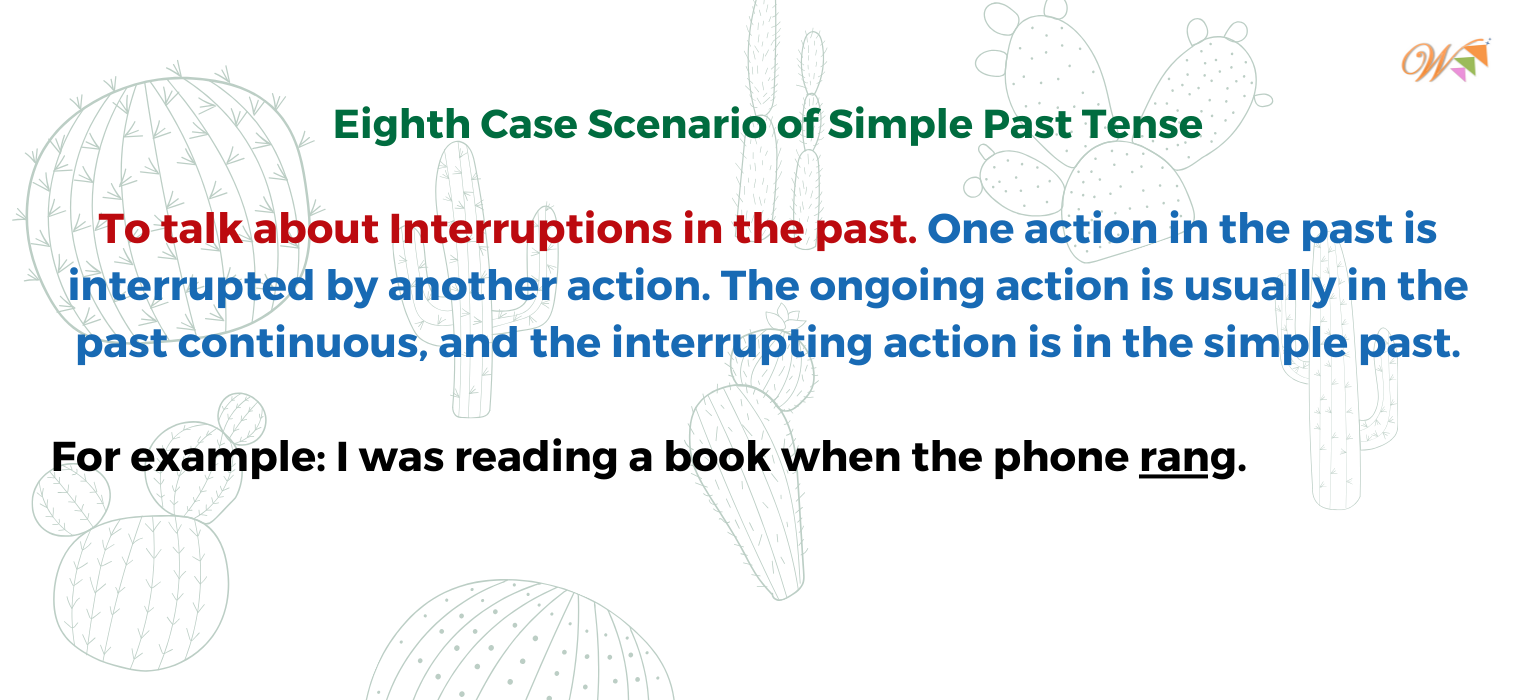 W
Eighth Case Scenario of Simple Past Tense
To talk about Interruptions in the past. One action in the past is
interrupted by another action. The ongoing action is usually in the
past continuous, and the interrupting action is in the simple past.
For example: I was reading a book when the phone rang.